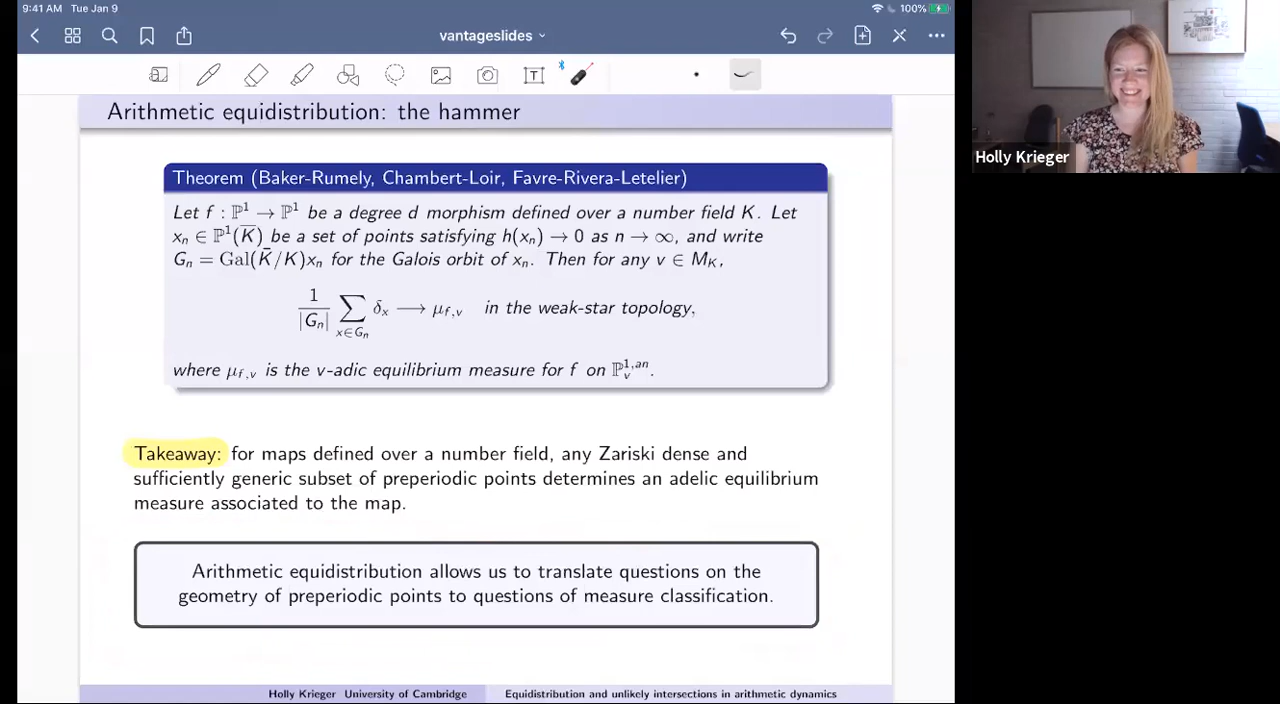 9:41 AM Tue Jan 9
100%
vantageslides
Arithmetic equidistribution: the hammer
Theorem (Baker-Rumely, Chambert-Loir, Favre-Rivera-Letelier)
Let f : ℙ¹ → ℙ¹ be a degree d morphism defined over a number field K. Let
xₙ ∈ ℙ¹(K̅) be a set of points satisfying h(xₙ) → 0 as n → ∞, and write
Gₙ = Gal(K̄/K)xₙ for the Galois orbit of xₙ. Then for any v ∈ M_K,
1/|Gₙ| ∑_{x∈Gₙ} δₓ ⟶ μ_{f,v} in the weak-star topology,
where μ_{f,v} is the v-adic equilibrium measure for f on ℙ_v^{1,an}.
Takeaway: for maps defined over a number field, any Zariski dense and
sufficiently generic subset of preperiodic points determines an adelic equilibrium
measure associated to the map.
Arithmetic equidistribution allows us to translate questions on the
geometry of preperiodic points to questions of measure classification.
Holly Krieger University of Cambridge
Equidistribution and unlikely intersections in arithmetic dynamics
Holly Krieger